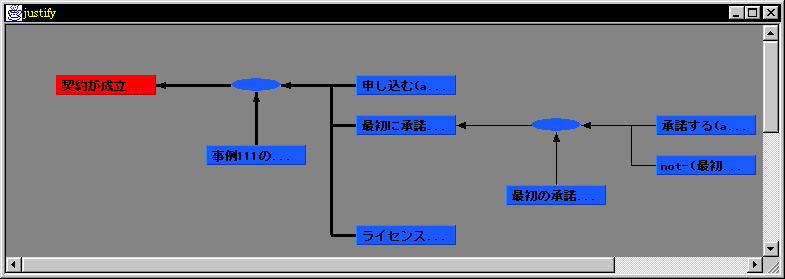 justify
契約が成立...
申し込む(a...
最初に承諾...
承諾する(a...
事例111の...
not-(最初...
最初の承諾...
ライセンス...